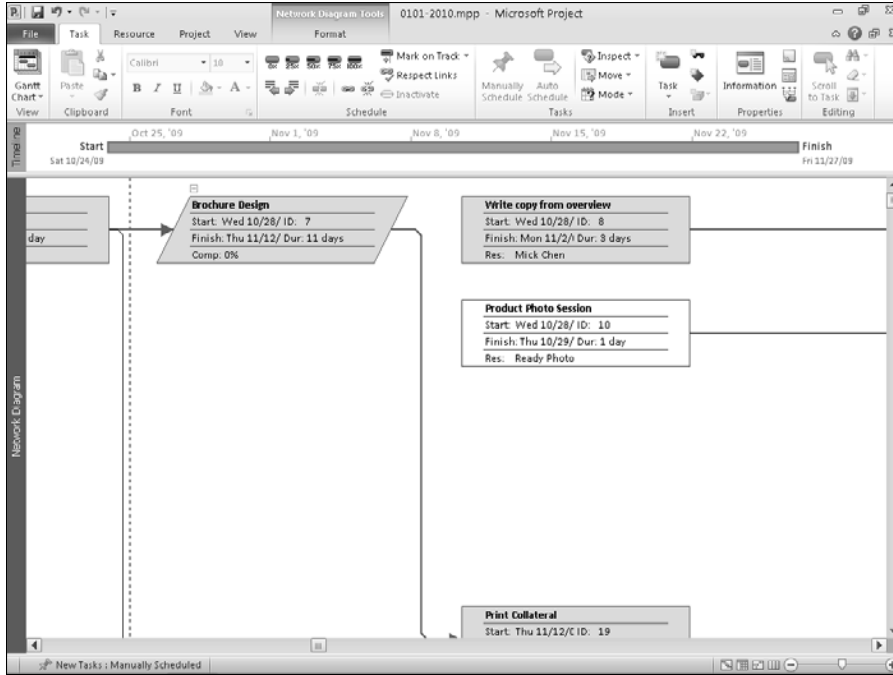 Network Diagram Tools 0101-2010.mpp - Microsoft Project
File Task Resource Project View Format
Calibri 10
Mark on Track
Respect Links
Inactivate
Inspect
Move
Mode
Gantt Chart
Paste
B I U A
Manually Schedule
Auto Schedule
Task
Information
Scroll to Task
View Clipboard Font Schedule Tasks Insert Properties Editing
Timeline
Oct 25, '09 Nov 1, '09 Nov 8, '09 Nov 15, '09 Nov 22, '09
Start Finish
Sat 10/24/09 Fri 11/27/09
Network Diagram
day
Brochure Design
Start: Wed 10/28/ ID: 7
Finish: Thu 11/12/ Dur: 11 days
Comp: 0%
Write copy from overview
Start: Wed 10/28/ ID: 8
Finish: Mon 11/2/ Dur: 3 days
Res: Mick Chen
Product Photo Session
Start: Wed 10/28/ ID: 10
Finish: Thu 10/29/ Dur: 1 day
Res: Ready Photo
Print Collateral
Start: Thu 11/12/ ID: 19
New Tasks : Manually Scheduled